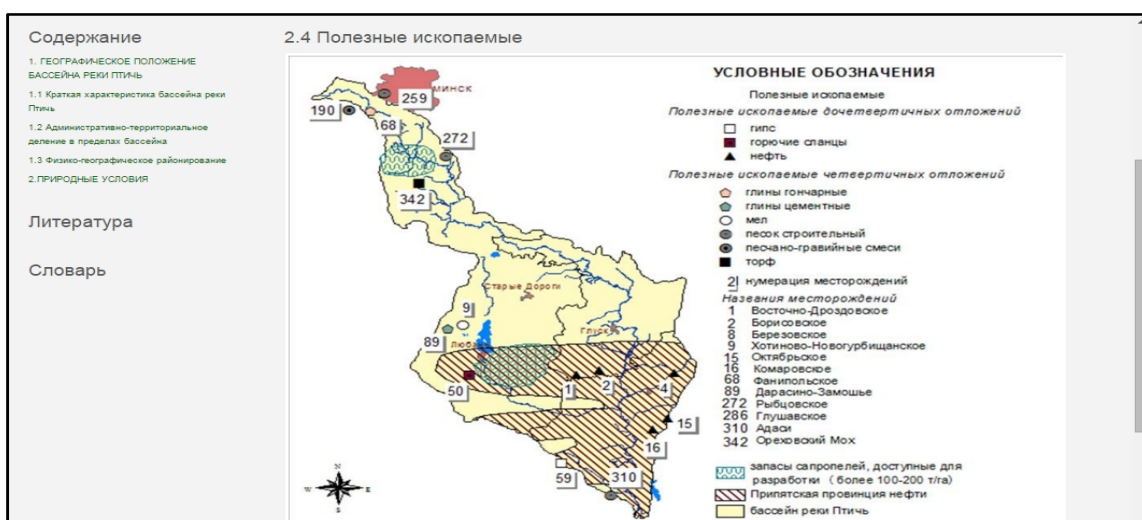 Содержание
1. ГЕОГРАФИЧЕСКОЕ ПОЛОЖЕНИЕ
БАССЕЙНА РЕКИ ПТИЧЬ
1.1 Краткая характеристика бассейна реки
Птичь
1.2 Административно-территориальное
деление в пределах бассейна
1.3 Физико-географическое районирование
2.ПРИРОДНЫЕ УСЛОВИЯ
Литература
Словарь
2.4 Полезные ископаемые
МИНСК
259
190
68
272
342
Старые Дороги
9
89
Глуск
Люба
50
1
2
4
15
16
59
310
N
W E
S
УСЛОВНЫЕ ОБОЗНАЧЕНИЯ
Полезные ископаемые
Полезные ископаемые дочетвертичных отложений
гипс
горючие сланцы
нефть
Полезные ископаемые четвертичных отложений
глины гончарные
глины цементные
мел
песок строительный
песчано-гравийные смеси
торф
2 нумерация месторождений
Названия месторождений
1 Восточно-Дроздовское
2 Борисовское
8 Березовское
9 Хотиново-Новогурбищанское
15 Октябрьское
16 Комаровское
68 Фанипольское
89 Дарасино-Замошье
272 Рыбцовское
286 Глушавское
310 Адаси
342 Ореховский Мох
запасы сапропелей, доступные для
разработки (более 100-200 т/га)
Припятская провинция нефти
бассейн реки Птичь